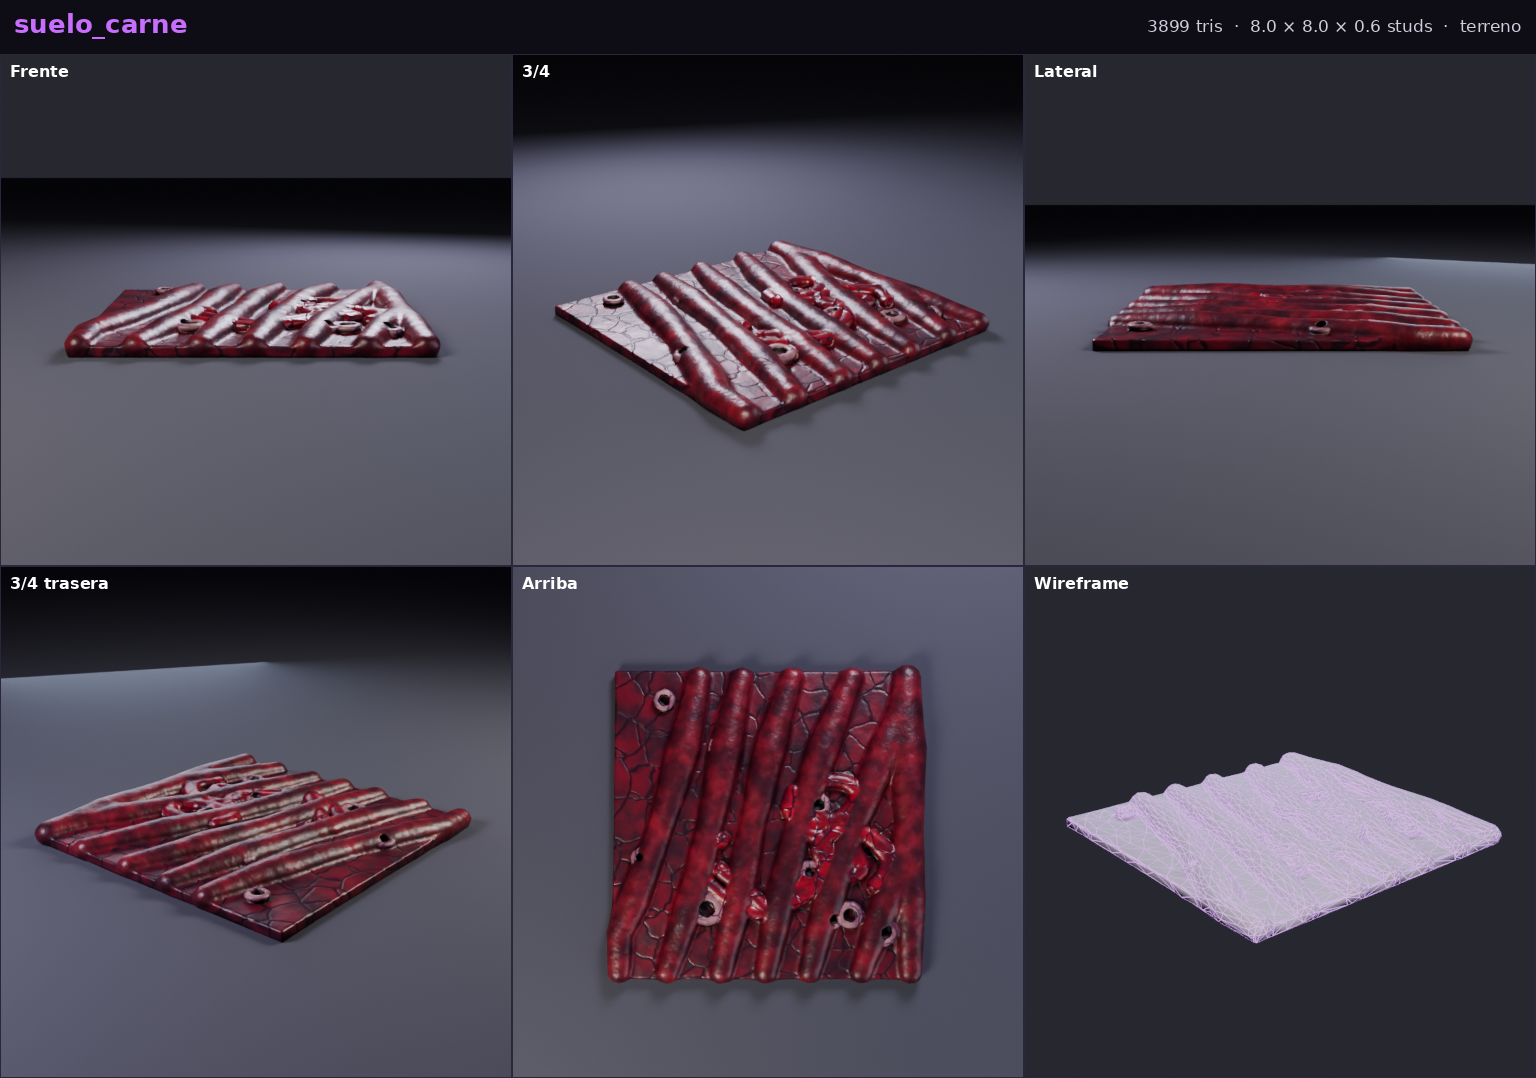 suelo_carne
3899 tris · 8.0 × 8.0 × 0.6 studs · terreno
Frente
3/4
Lateral
3/4 trasera
Arriba
Wireframe